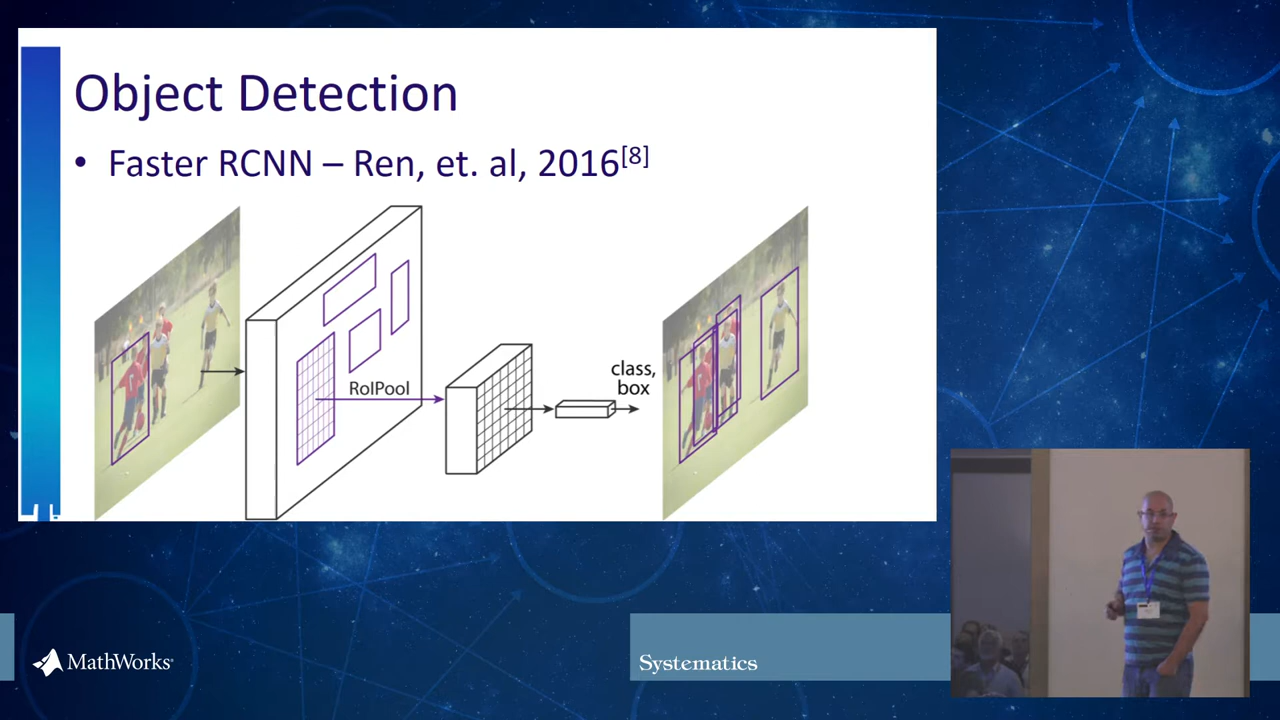 Object Detection
• Faster RCNN – Ren, et. al, 2016[8]
RoIPool
class,
box
MathWorks®
Systematics